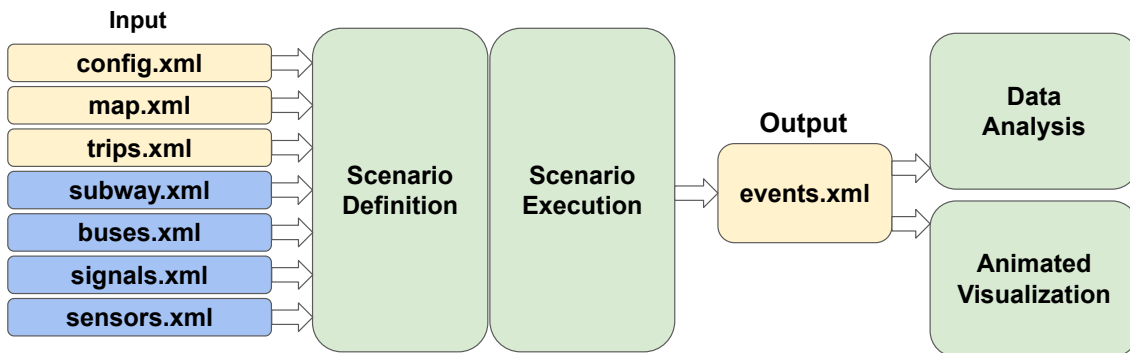 Input
config.xml
map.xml
trips.xml
subway.xml
buses.xml
signals.xml
sensors.xml
Scenario
Definition
Scenario
Execution
Output
events.xml
Data
Analysis
Animated
Visualization